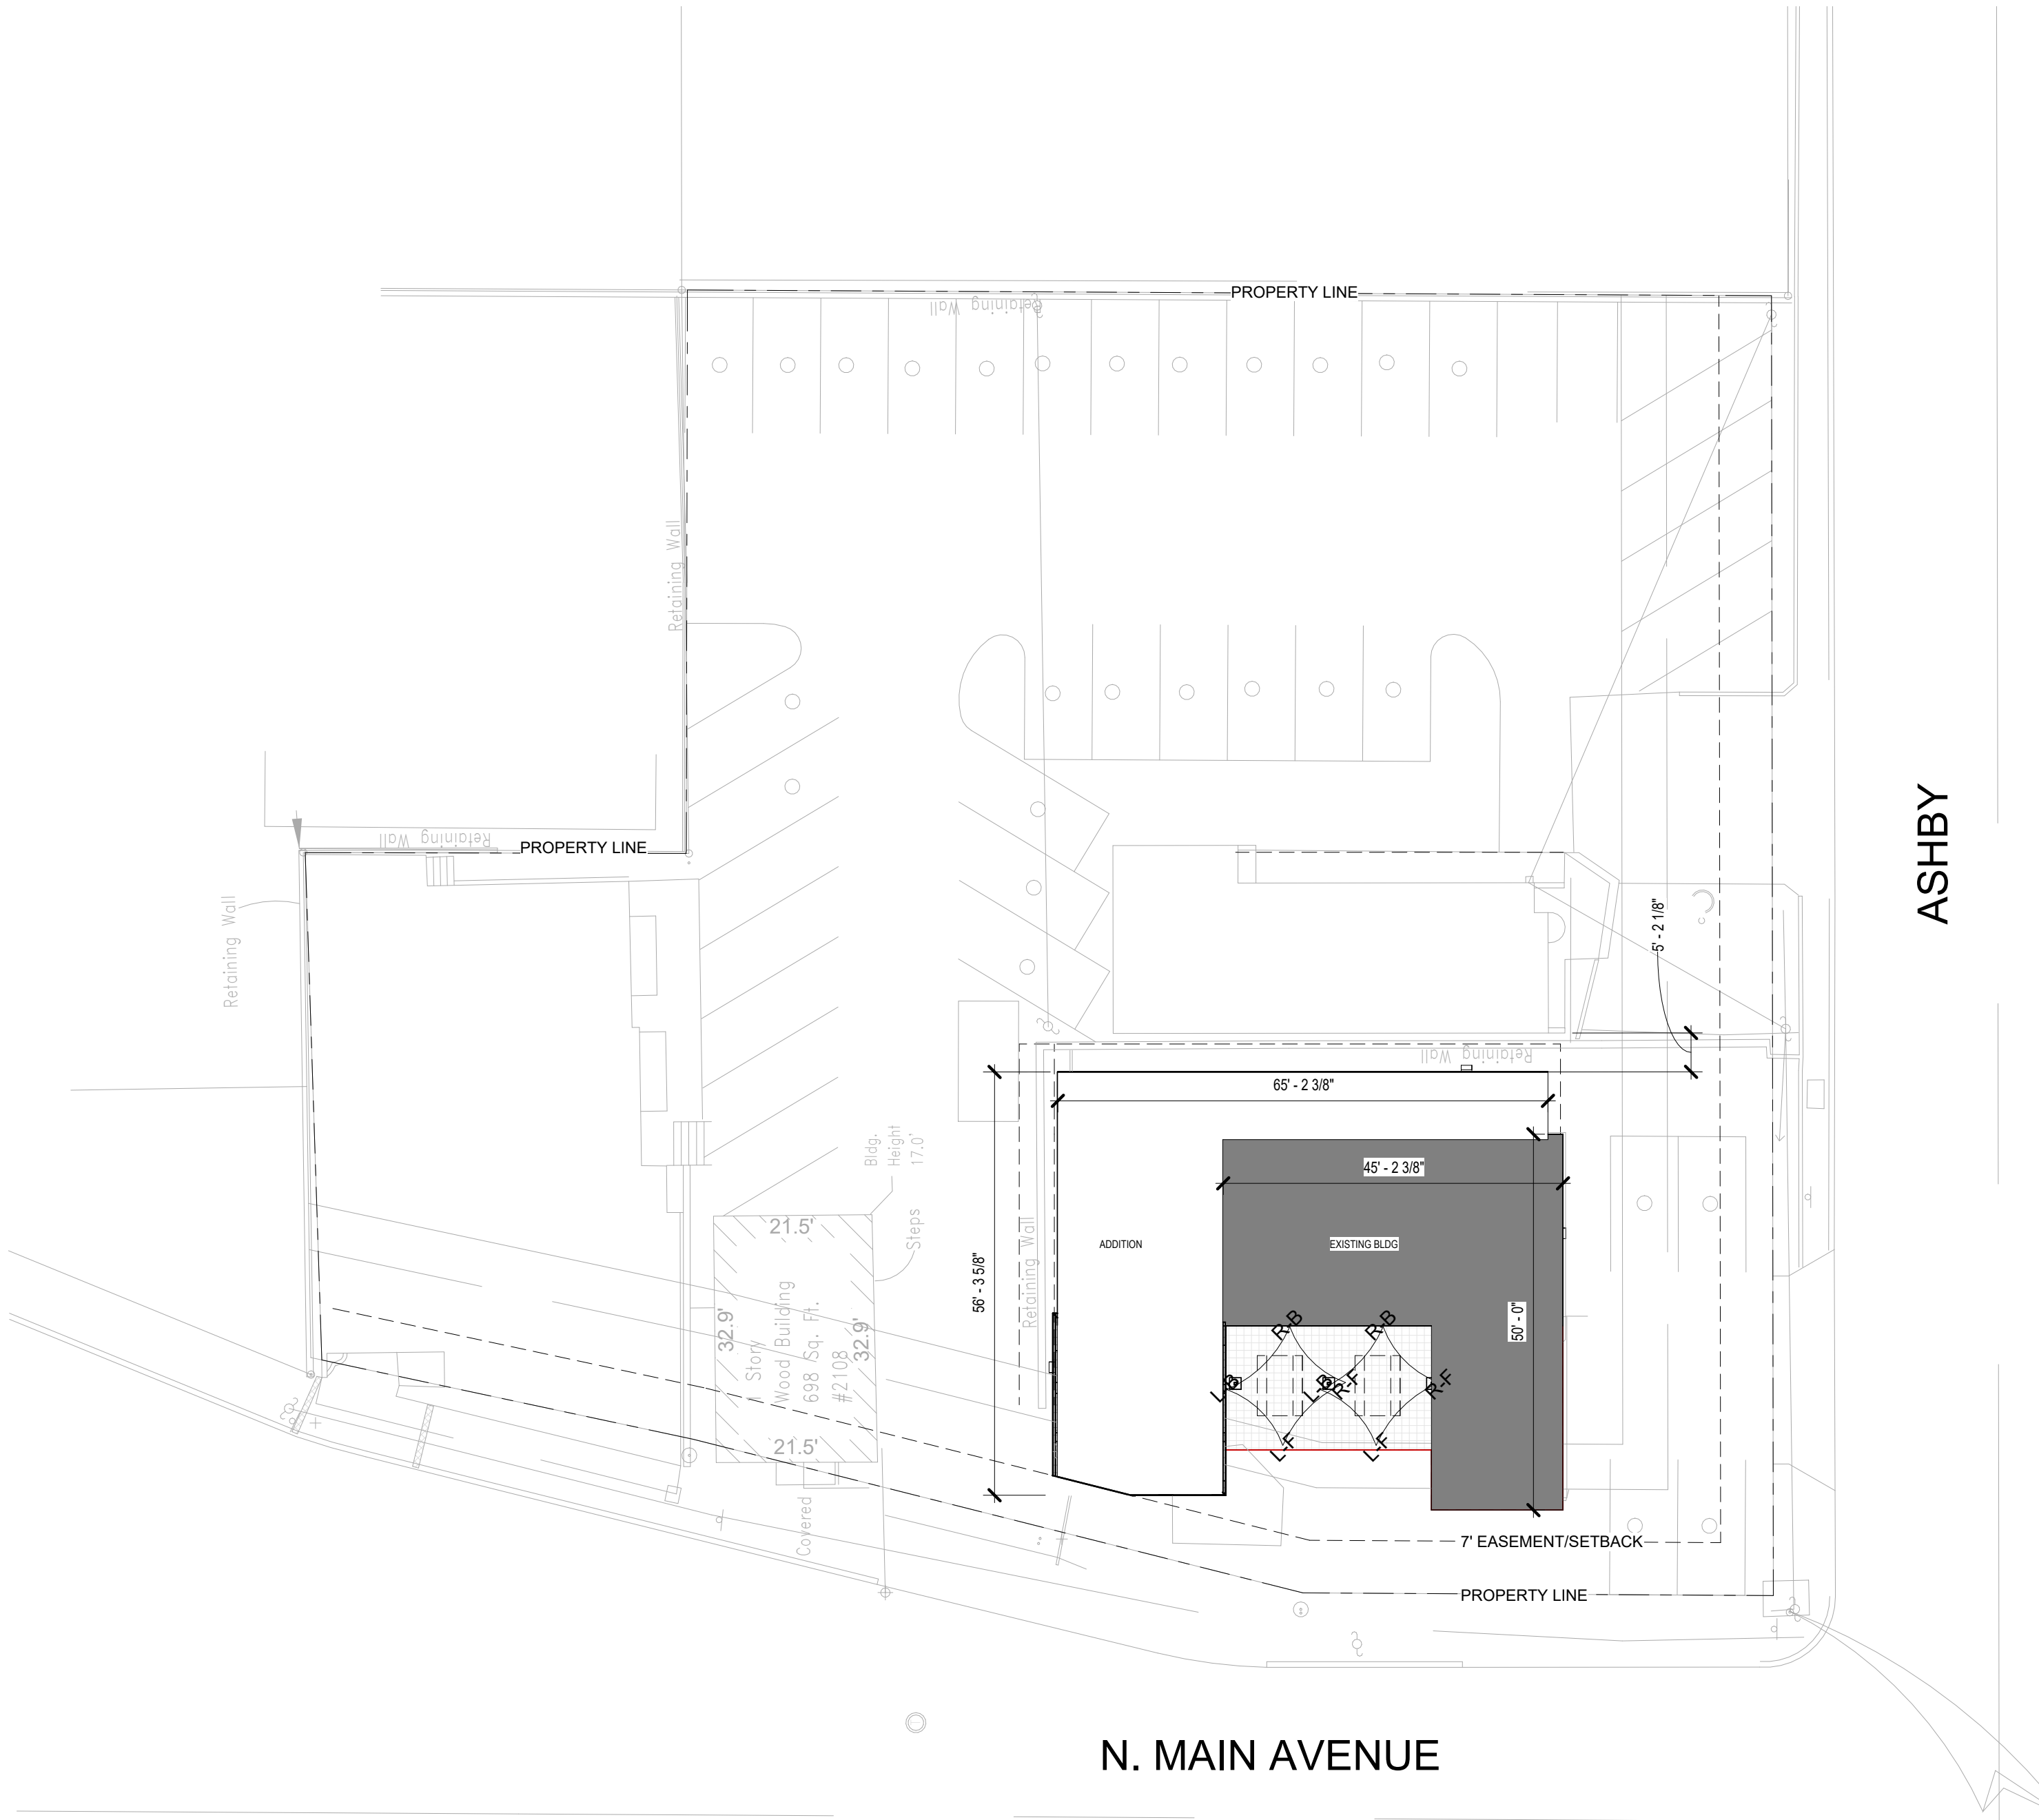 PROPERTY LINE
Retaining Wall
Retaining Wall
Retaining Wall
PROPERTY LINE
Retaining Wall
ASHBY
5' - 2 1/8"
Retaining Wall
65' - 2 3/8"
Bldg.
Height
17.0'
45' - 2 3/8"
Steps
21.5'
ADDITION
EXISTING BLDG
Retaining Wall
56' - 3 5/8"
50' - 0"
32.9'
1 Story
Wood Building
698 Sq. Ft.
#2108
32.9'
R-B
R-B
L-B
L-B
R-F
R-F
L-F
L-F
21.5'
Covered
7' EASEMENT/SETBACK
PROPERTY LINE
N. MAIN AVENUE